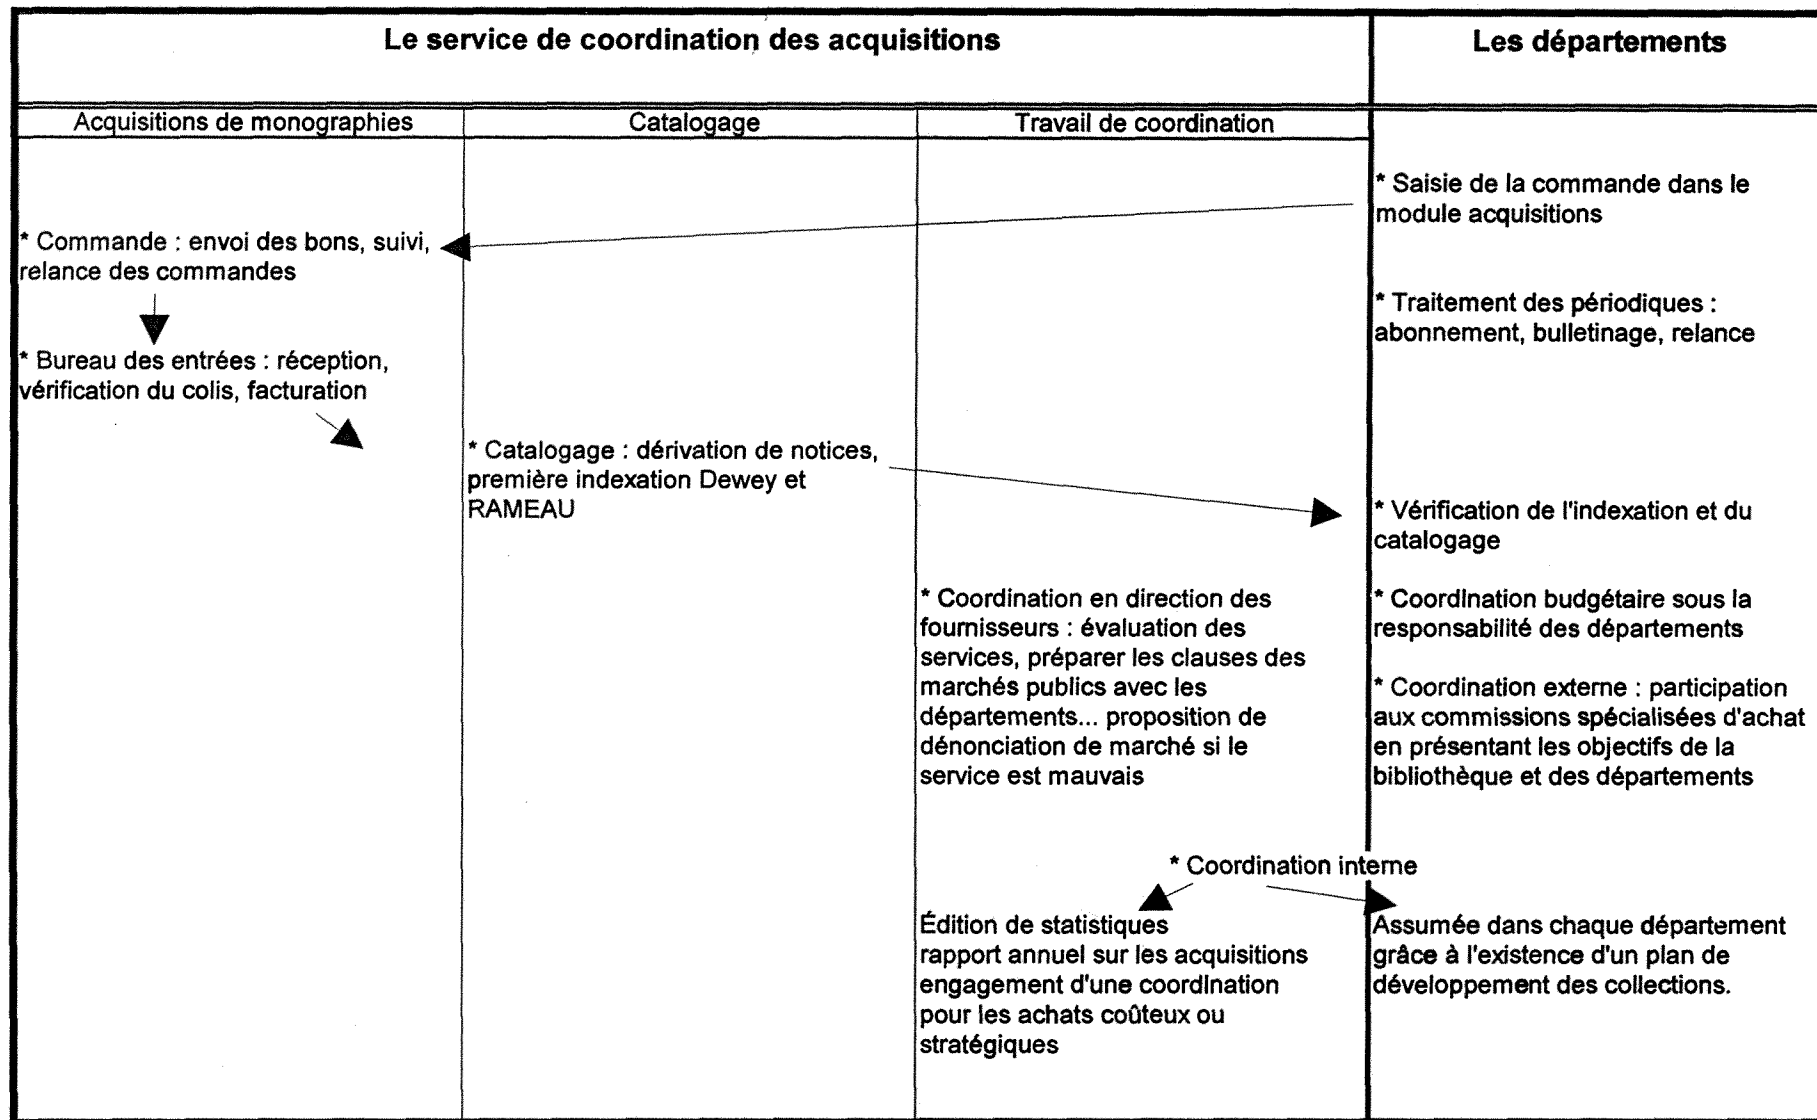 Le service de coordination des acquisitions
Les départements
Acquisitions de monographies
Catalogage
Travail de coordination
* Saisie de la commande dans le
module acquisitions
* Commande : envoi des bons, suivi,
relance des commandes
* Traitement des périodiques :
abonnement, bulletinage, relance
* Bureau des entrées : réception,
vérification du colis, facturation
* Catalogage : dérivation de notices,
première indexation Dewey et
RAMEAU
* Vérification de l'indexation et du
catalogage
* Coordination en direction des
fournisseurs : évaluation des
services, préparer les clauses des
marchés publics avec les
départements... proposition de
dénonciation de marché si le
service est mauvais
* Coordination budgétaire sous la
responsabilité des départements
* Coordination externe : participation
aux commissions spécialisées d'achat
en présentant les objectifs de la
bibliothèque et des départements
* Coordination interne
Édition de statistiques
rapport annuel sur les acquisitions
engagement d'une coordination
pour les achats coûteux ou
stratégiques
Assumée dans chaque département
grâce à l'existence d'un plan de
développement des collections.